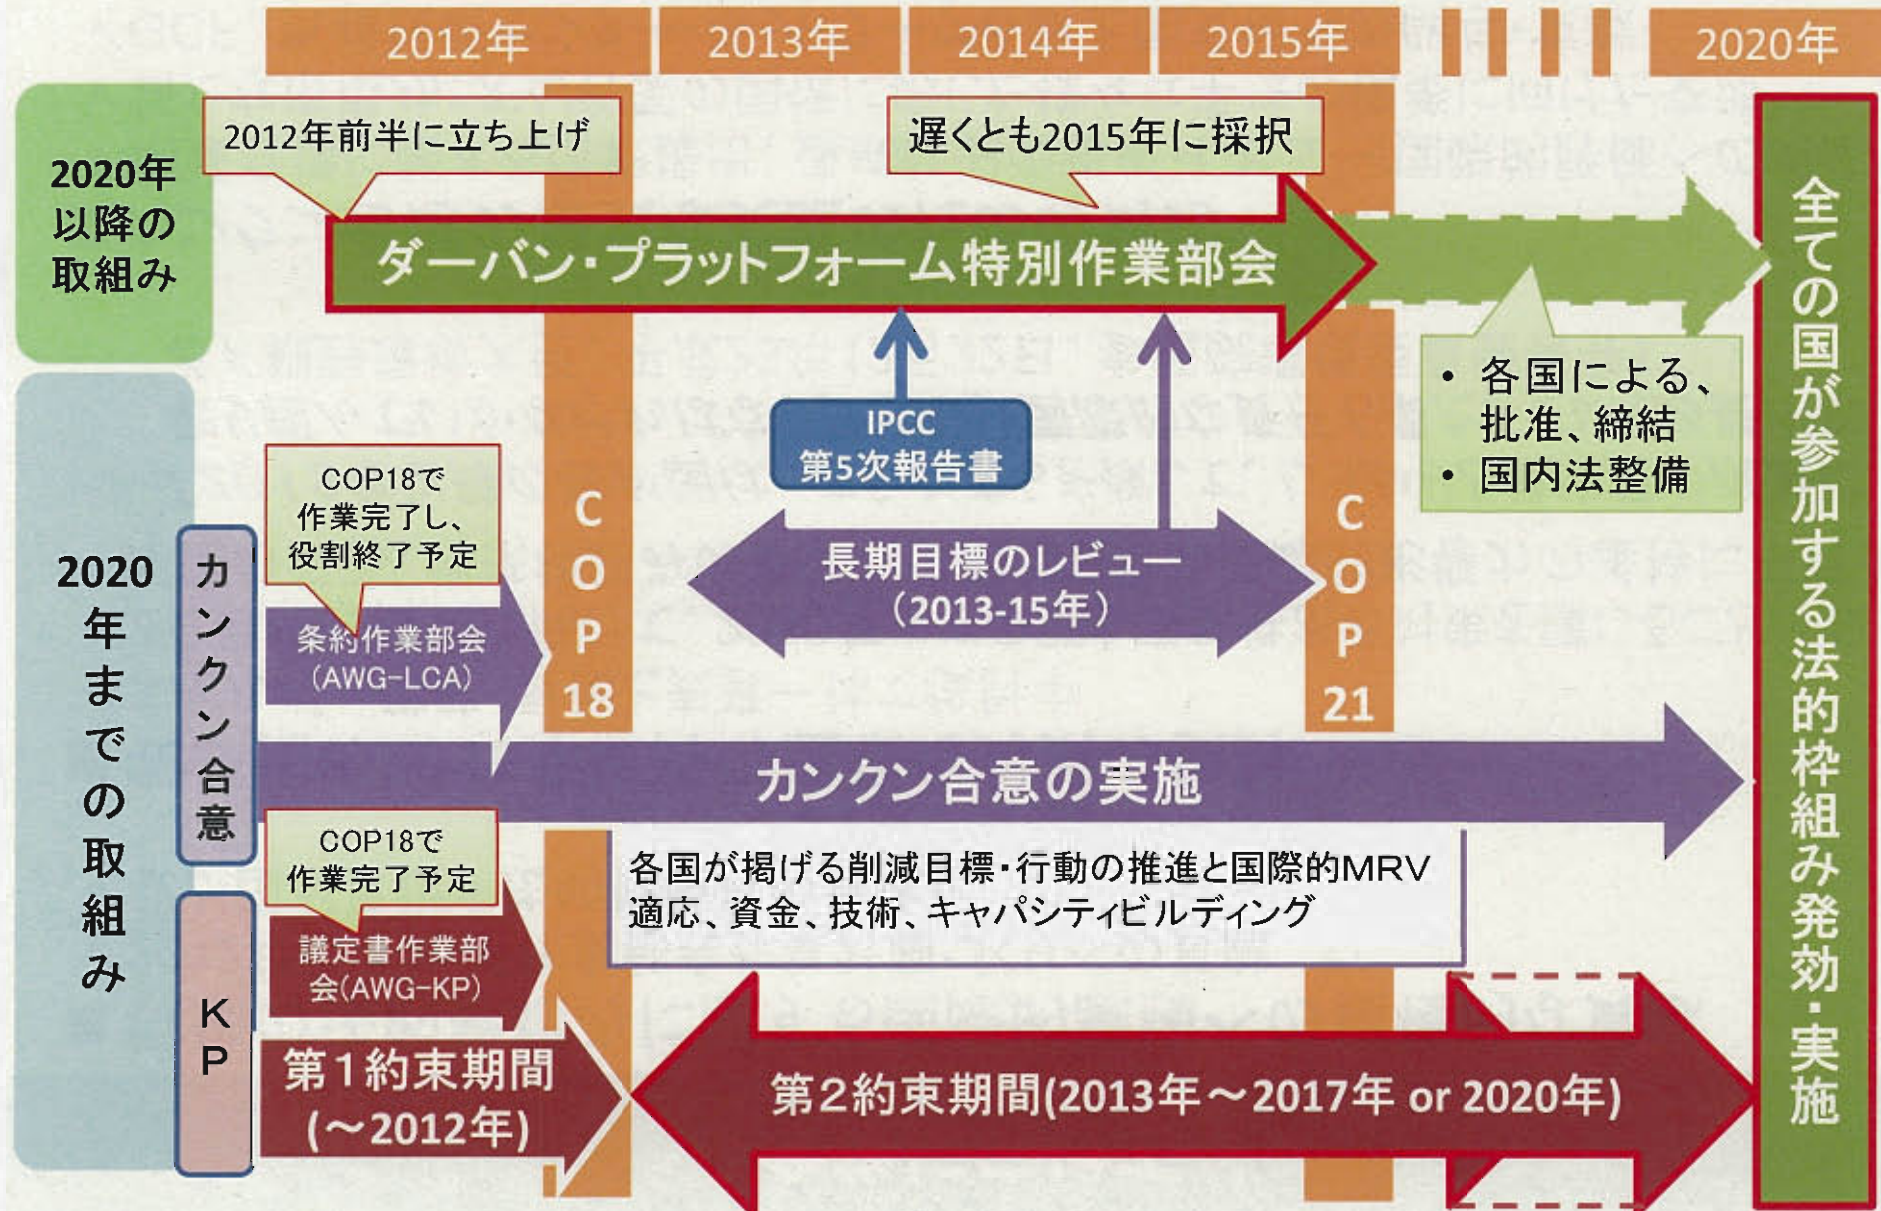 2012年
2013年
2014年
2015年
2020年
2020年
以降の
取組み
2012年前半に立ち上げ
遅くとも2015年に採択
ダーバン・プラットフォーム特別作業部会
・各国による、
批准、締結
・国内法整備
IPCC
第5次報告書
全ての国が参加する法的枠組み発効・実施
2020
年までの取組み
カンクン合意
COP18で
作業完了し、
役割終了予定
条約作業部会
(AWG-LCA)
COP
18
長期目標のレビュー
(2013-15年)
COP
21
カンクン合意の実施
COP18で
作業完了予定
各国が掲げる削減目標・行動の推進と国際的MRV
適応、資金、技術、キャパシティビルディング
KP
議定書作業部
会(AWG-KP)
第1約束期間
(～2012年)
第2約束期間(2013年～2017年 or 2020年)